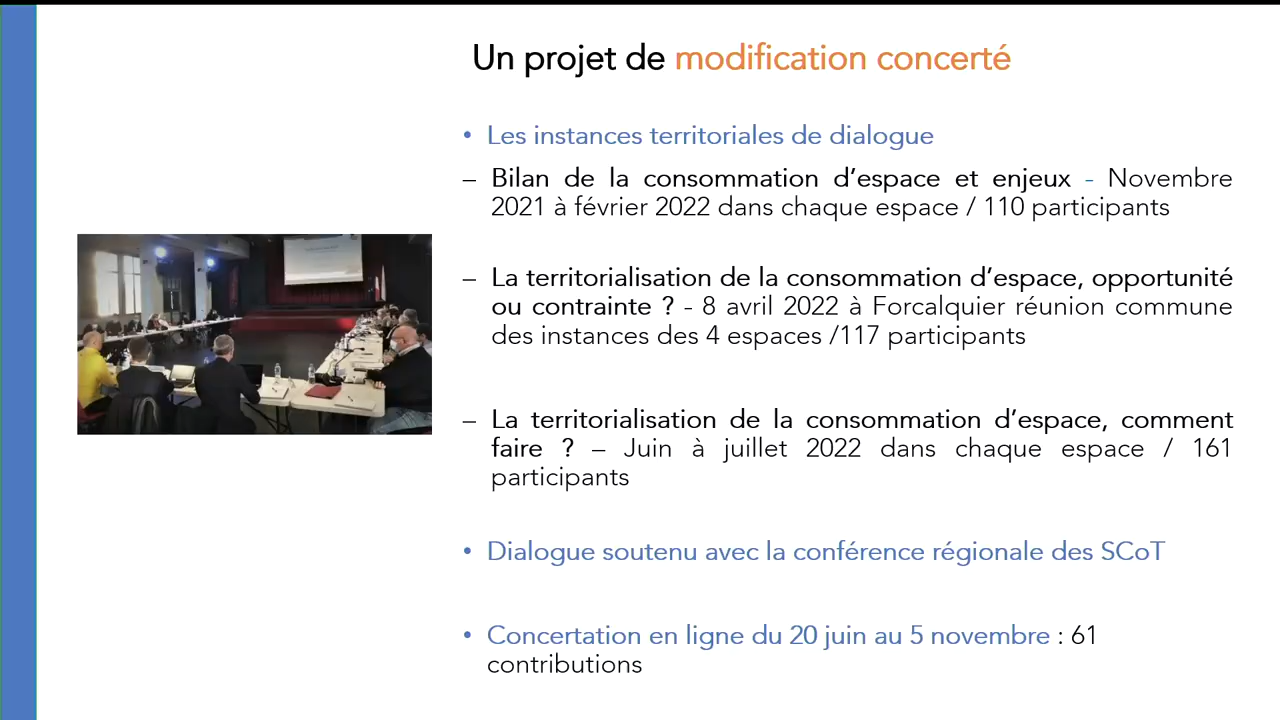 Un projet de modification concerté
• Les instances territoriales de dialogue
– Bilan de la consommation d’espace et enjeux - Novembre
2021 à février 2022 dans chaque espace / 110 participants
– La territorialisation de la consommation d’espace, opportunité
ou contrainte ? - 8 avril 2022 à Forcalquier réunion commune
des instances des 4 espaces /117 participants
– La territorialisation de la consommation d’espace, comment
faire ? – Juin à juillet 2022 dans chaque espace / 161
participants
• Dialogue soutenu avec la conférence régionale des SCoT
• Concertation en ligne du 20 juin au 5 novembre : 61
contributions